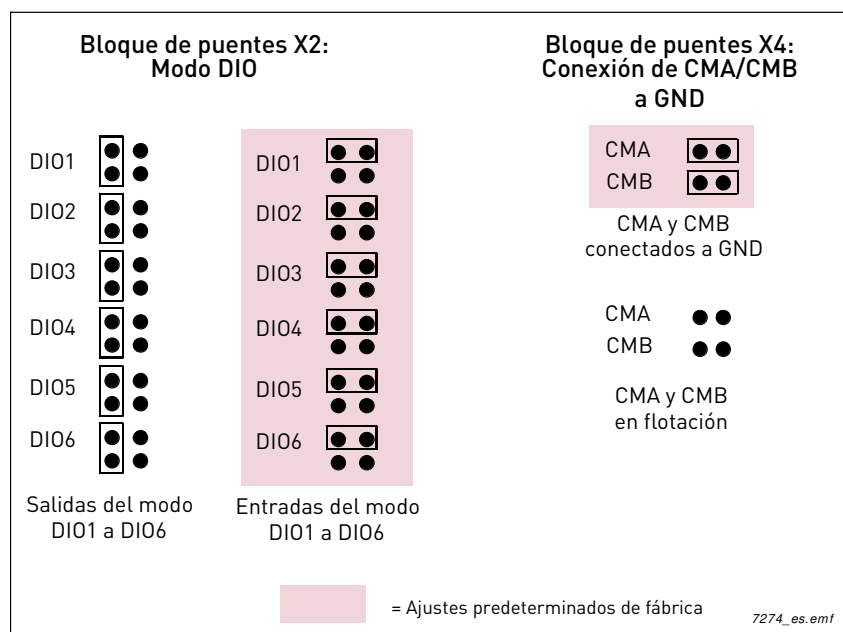 Bloque de puentes X2:
Modo DIO
DIO1
DIO2
DIO3
DIO4
DIO5
DIO6
Salidas del modo
DIO1 a DIO6
DIO1
DIO2
DIO3
DIO4
DIO5
DIO6
Entradas del modo
DIO1 a DIO6
Bloque de puentes X4:
Conexión de CMA/CMB
a GND
CMA
CMB
CMA y CMB
conectados a GND
CMA
CMB
CMA y CMB
en flotación
= Ajustes predeterminados de fábrica
7274_es.emf